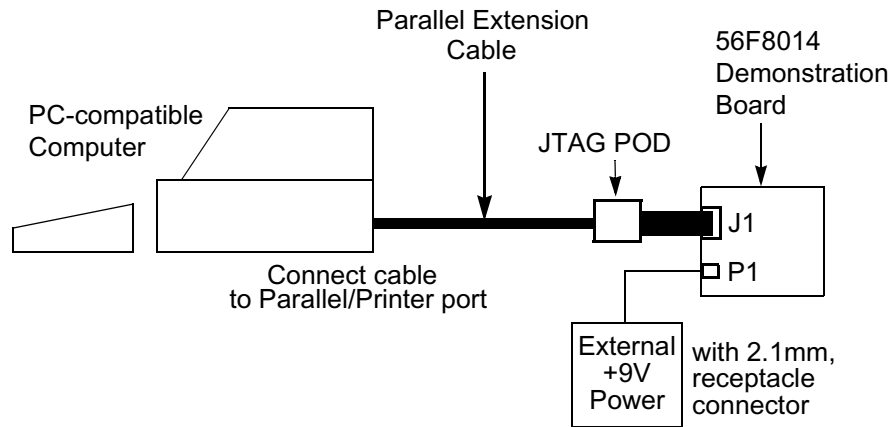 Parallel Extension
Cable
56F8014
Demonstration
Board
PC-compatible
Computer
JTAG POD
J1
P1
Connect cable
to Parallel/Printer port
External
+9V
Power
with 2.1mm,
receptacle
connector